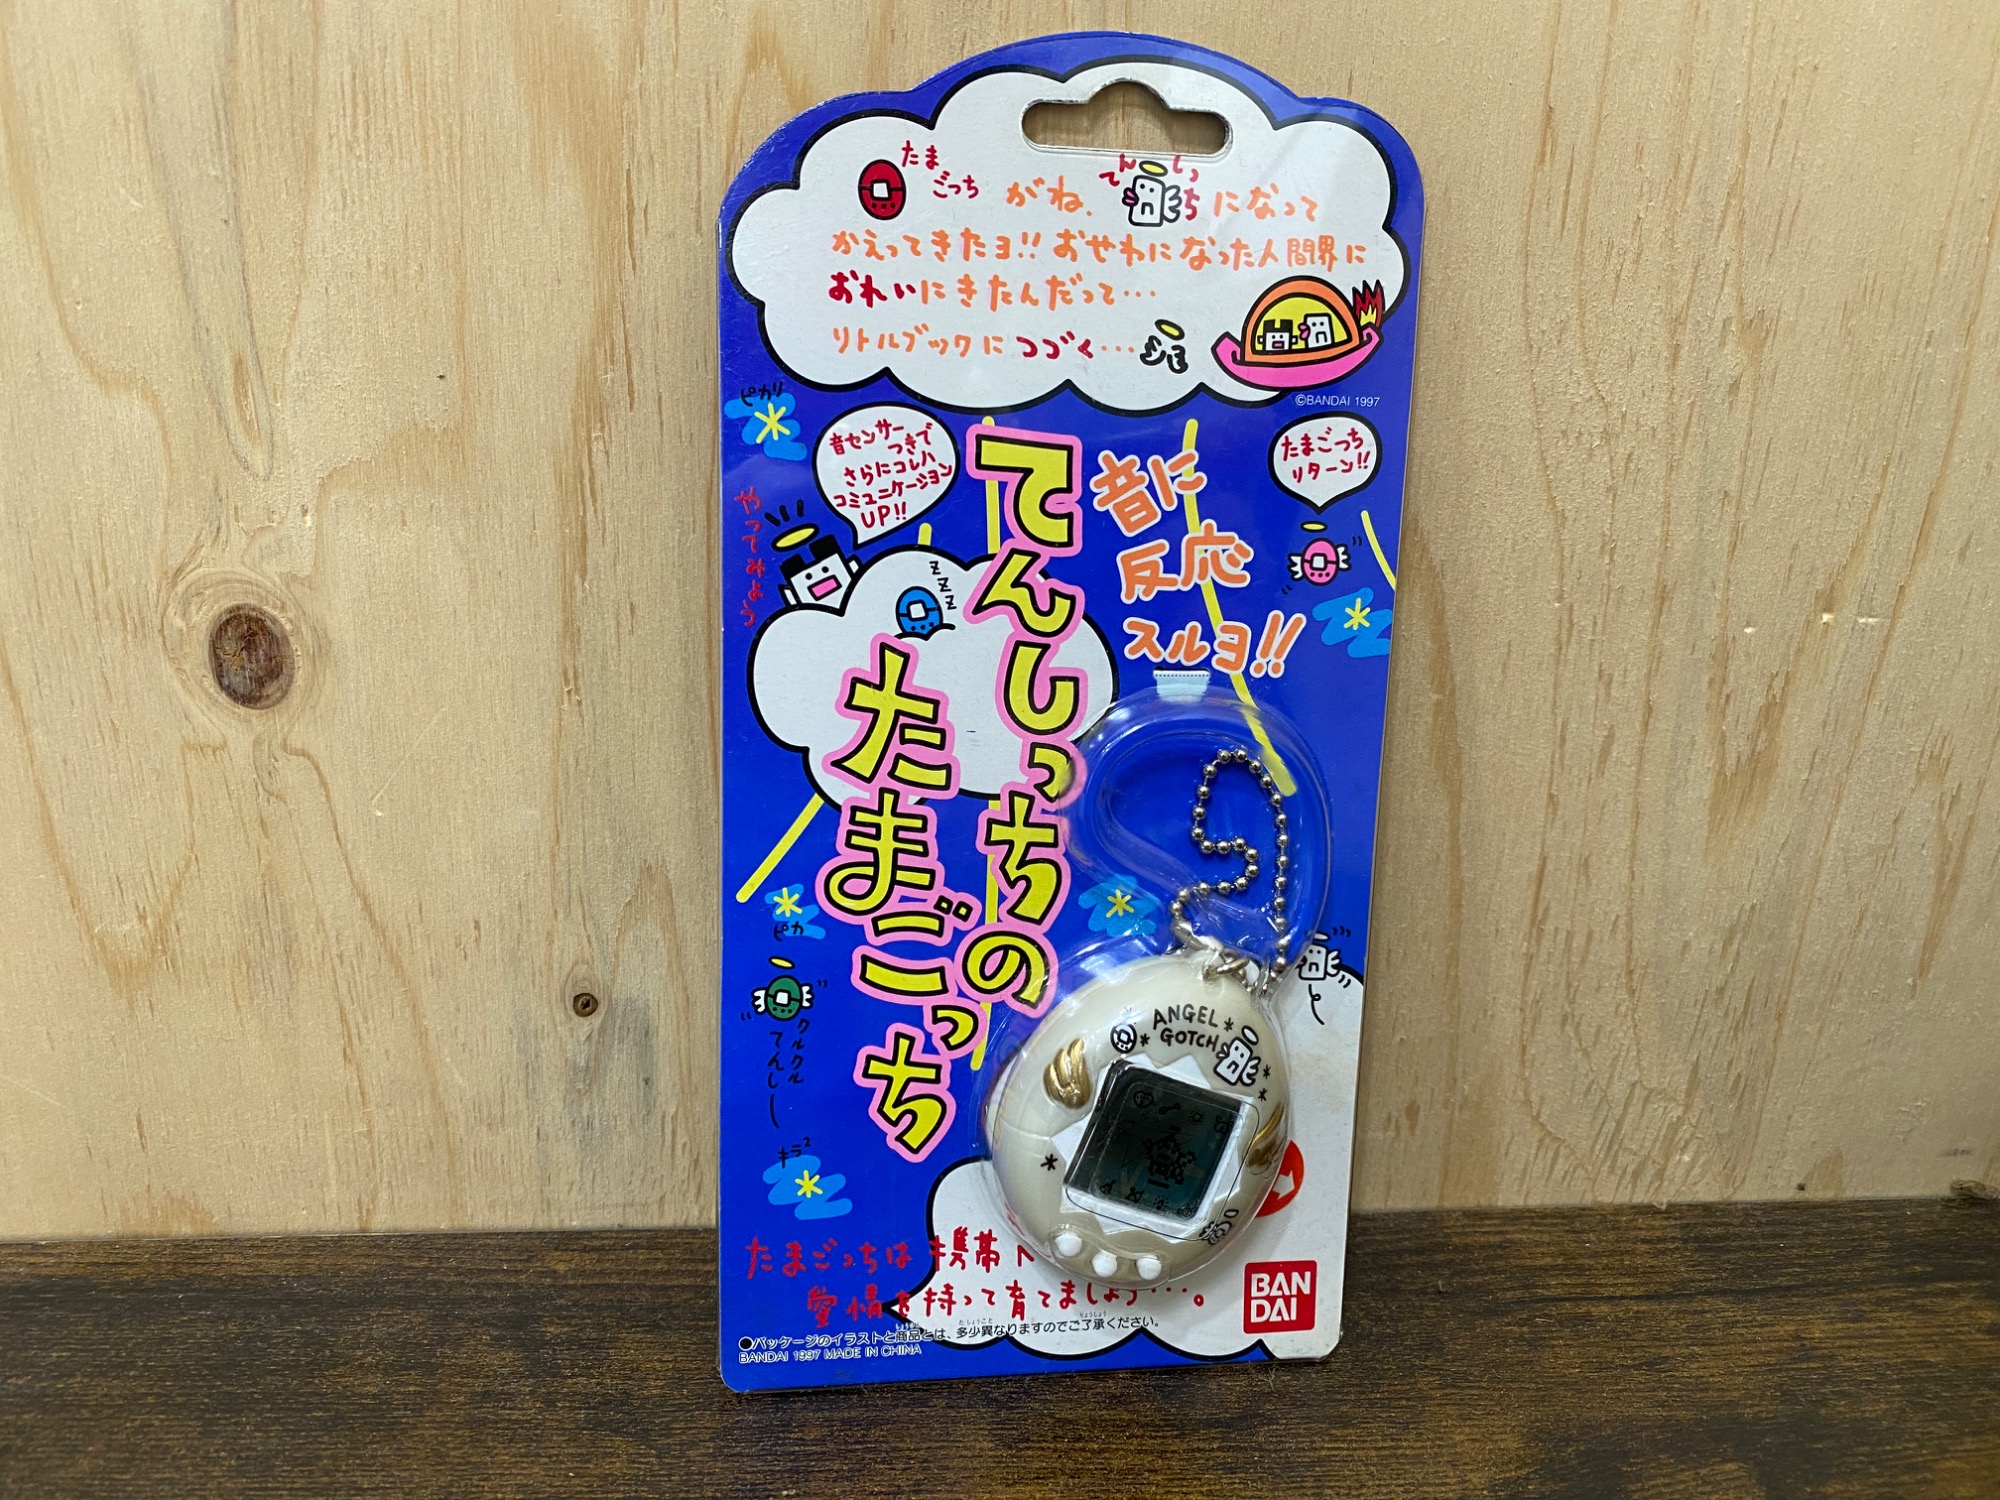 たまごっち がね、てんしっちになって
かえってきたヨ!! おせわになった人間界に
おれいにきたんだって…
リトルブックに つづく…
©BANDAI 1997
ピカリ
音センサー
つきで
さらにコレハ
コミュニケーション
UP!!
たまごっち
リターン!!
やってみよう
zzz
音に
反応
スルヨ!!
てんしっちの
たまごっち
ピカ
クルクル
てんしー
キラ2
ANGEL
GOTCH
たまごっちは 携帯
愛情を持って育てましょう…。
BAN
DAI
●パッケージのイラストと商品とは、多少異なりますのでご了承ください。
BANDAI 1997 MADE IN CHINA